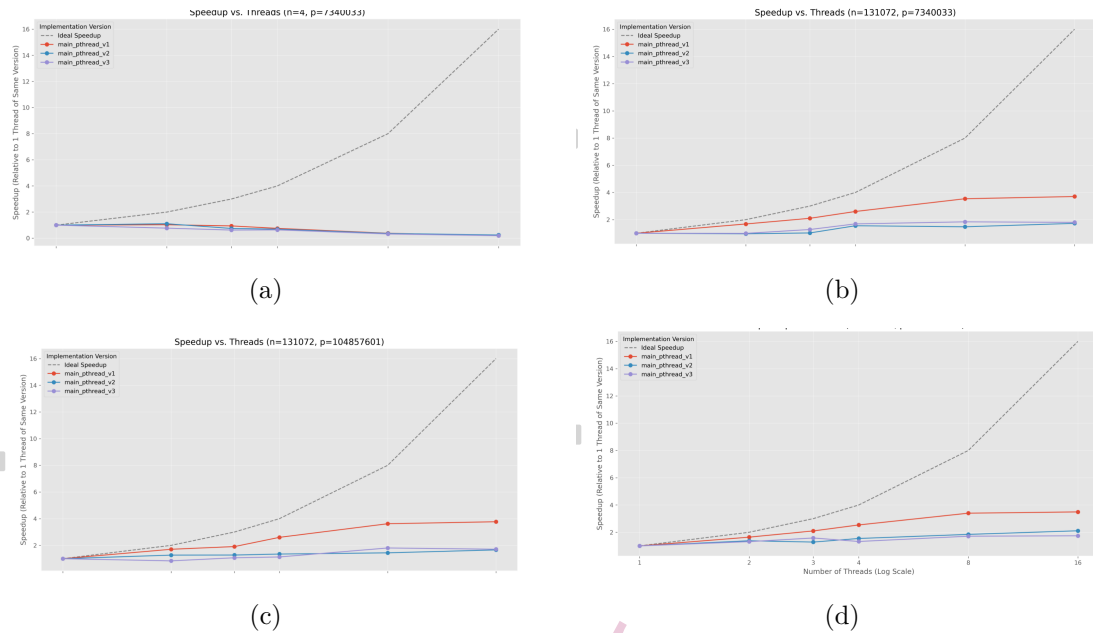 Speedup vs. Threads (n=4, p=7340033)
Speedup (Relative to 1 Thread of Same Version)
16
14
12
10
8
6
4
2
0
Implementation Version
Ideal Speedup
main_pthread_v1
main_pthread_v2
main_pthread_v3
(a)
Speedup vs. Threads (n=131072, p=7340033)
Speedup (Relative to 1 Thread of Same Version)
16
14
12
10
8
6
4
2
Implementation Version
Ideal Speedup
main_pthread_v1
main_pthread_v2
main_pthread_v3
(b)
Speedup vs. Threads (n=131072, p=104857601)
Speedup (Relative to 1 Thread of Same Version)
16
14
12
10
8
6
4
2
Implementation Version
Ideal Speedup
main_pthread_v1
main_pthread_v2
main_pthread_v3
(c)
Speedup (Relative to 1 Thread of Same Version)
16
14
12
10
8
6
4
2
Implementation Version
Ideal Speedup
main_pthread_v1
main_pthread_v2
main_pthread_v3
1
2
3
4
8
16
Number of Threads (Log Scale)
(d)